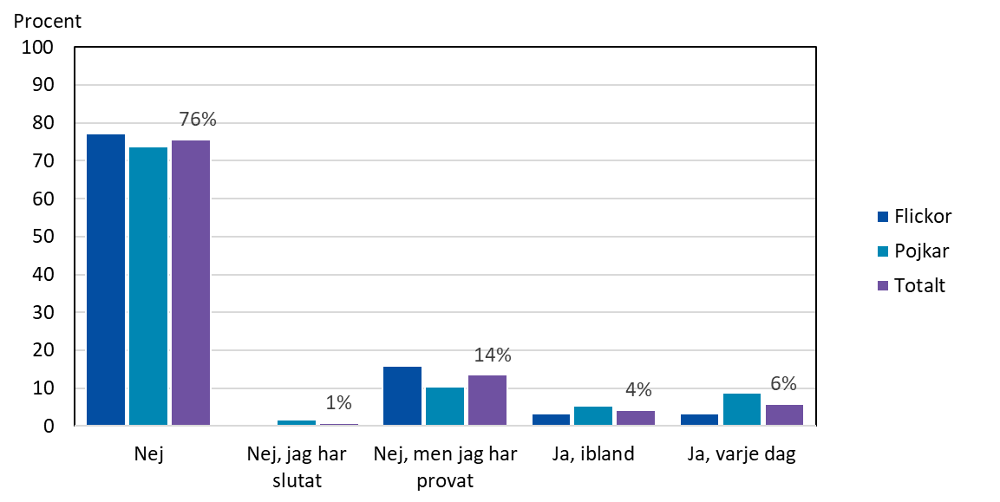 Procent
100
90
80
70
60
50
40
30
20
10
0
76%
1%
14%
4%
6%
Nej
Nej, jag har
slutat
Nej, men jag har
provat
Ja, ibland
Ja, varje dag
Flickor
Pojkar
Totalt